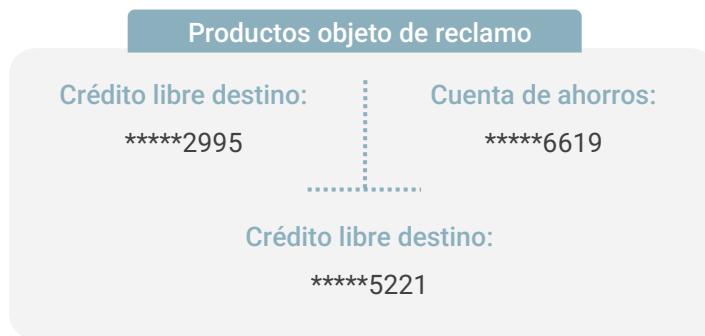 Productos objeto de reclamo
Crédito libre destino:
*****2995
Cuenta de ahorros:
*****6619
Crédito libre destino:
*****5221